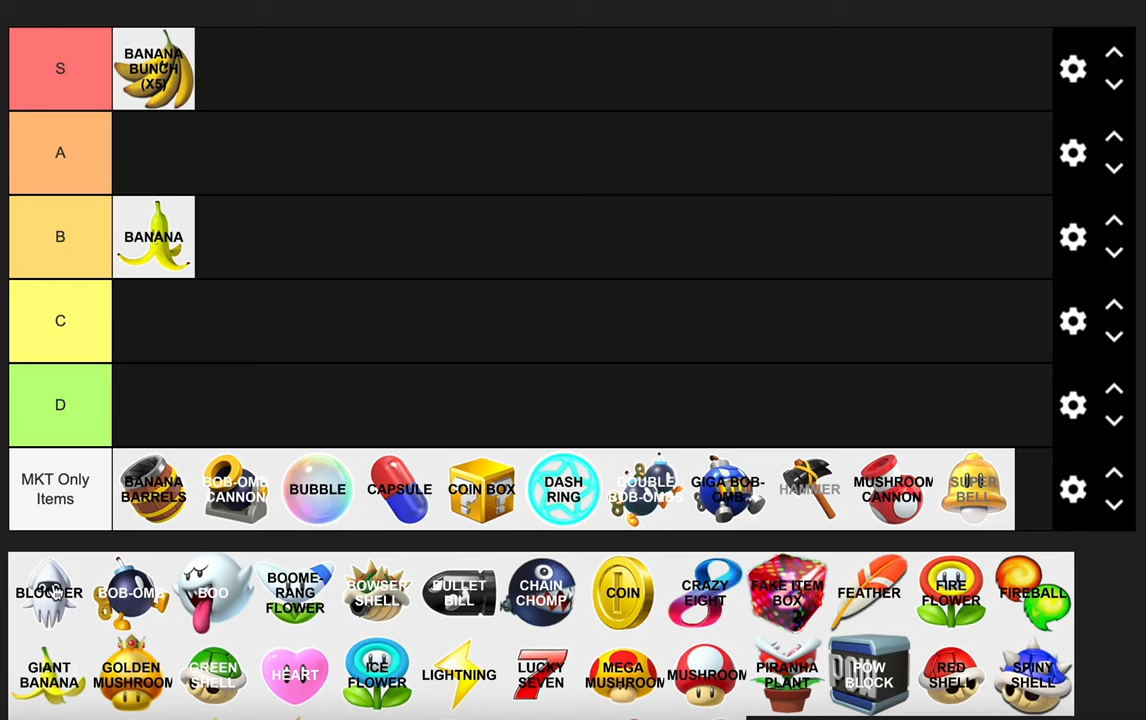 S
BANANA
BUNCH
(X5)
A
B
BANANA
C
D
MKT Only
Items
BANANA
BARRELS
BOB-OMB
CANNON
BUBBLE
CAPSULE
COIN BOX
DASH
RING
DOUBLE
BOB-OMBS
GIGA BOB-
OMB
HAMMER
MUSHROOM
CANNON
SUPER
BELL
BLOOPER
BOB-OMB
BOO
BOOME-
RANG
FLOWER
BOWSER
SHELL
BULLET
BILL
CHAIN
CHOMP
COIN
CRAZY
EIGHT
FAKE ITEM
BOX
FEATHER
FIRE
FLOWER
FIREBALL
GIANT
BANANA
GOLDEN
MUSHROOM
GREEN
SHELL
HEART
ICE
FLOWER
LIGHTNING
LUCKY
SEVEN
MEGA
MUSHROOM
MUSHROOM
PIRANHA
PLANT
POW
BLOCK
RED
SHELL
SPINY
SHELL